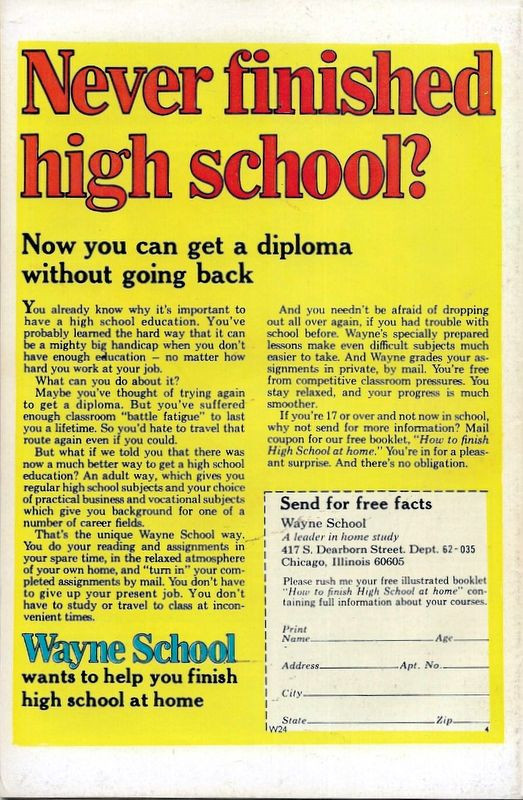 Never finished
high school?
Now you can get a diploma
without going back
You already know why it's important to
have a high school education. You've
probably learned the hard way that it can
be a mighty big handicap when you don't
have enough education – no matter how
hard you work at your job.
What can you do about it?
Maybe you've thought of trying again
to get a diploma. But you've suffered
enough classroom "battle fatigue" to last
you a lifetime. So you'd hate to travel that
route again even if you could.
But what if we told you that there was
now a much better way to get a high school
education? An adult way, which gives you
regular high school subjects and your choice
of practical business and vocational subjects
which give you background for one of a
number of career fields.
That's the unique Wayne School way.
You do your reading and assignments in
your spare time, in the relaxed atmosphere
of your own home, and "turn in" your com-
pleted assignments by mail. You don't have
to give up your present job. You don't
have to study or travel to class at incon-
venient times.
Wayne School
wants to help you finish
high school at home
And you needn't be afraid of dropping
out all over again, if you had trouble with
school before. Wayne's specially prepared
lessons make even difficult subjects much
easier to take. And Wayne grades your as-
signments in private, by mail. You're free
from competitive classroom pressures. You
stay relaxed, and your progress is much
smoother.
If you're 17 or over and not now in school,
why not send for more information? Mail
coupon for our free booklet, "How to finish
High School at home." You're in for a pleas-
ant surprise. And there's no obligation.
Send for free facts
Wayne School
A leader in home study
417 S. Dearborn Street. Dept. 62-035
Chicago, Illinois 60605
Please rush me your free illustrated booklet
"How to finish High School at home" con-
taining full information about your courses.
Print
Name Age
Address Apt. No.
City
State Zip
W24 4